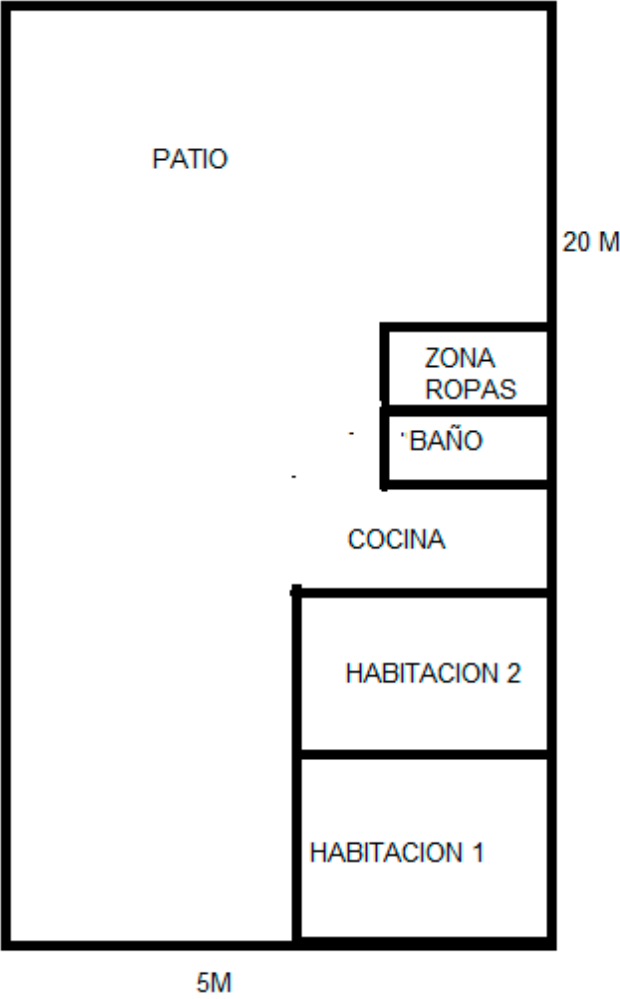 PATIO
20 M
ZONA
ROPAS
BAÑO
COCINA
HABITACION 2
HABITACION 1
5M